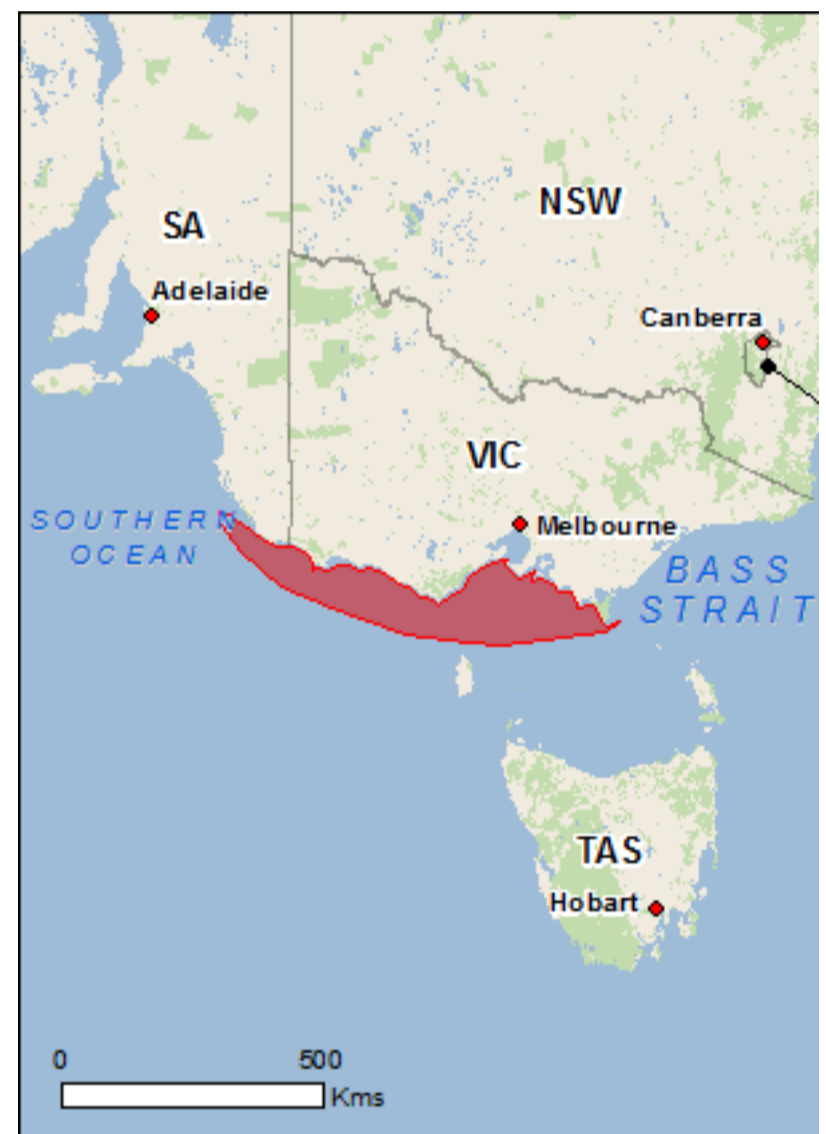 NSW
SA
Adelaide
Canberra
VIC
SOUTHERN
OCEAN
Melbourne
BASS
STRAIT
TAS
Hobart
0 500
Kms